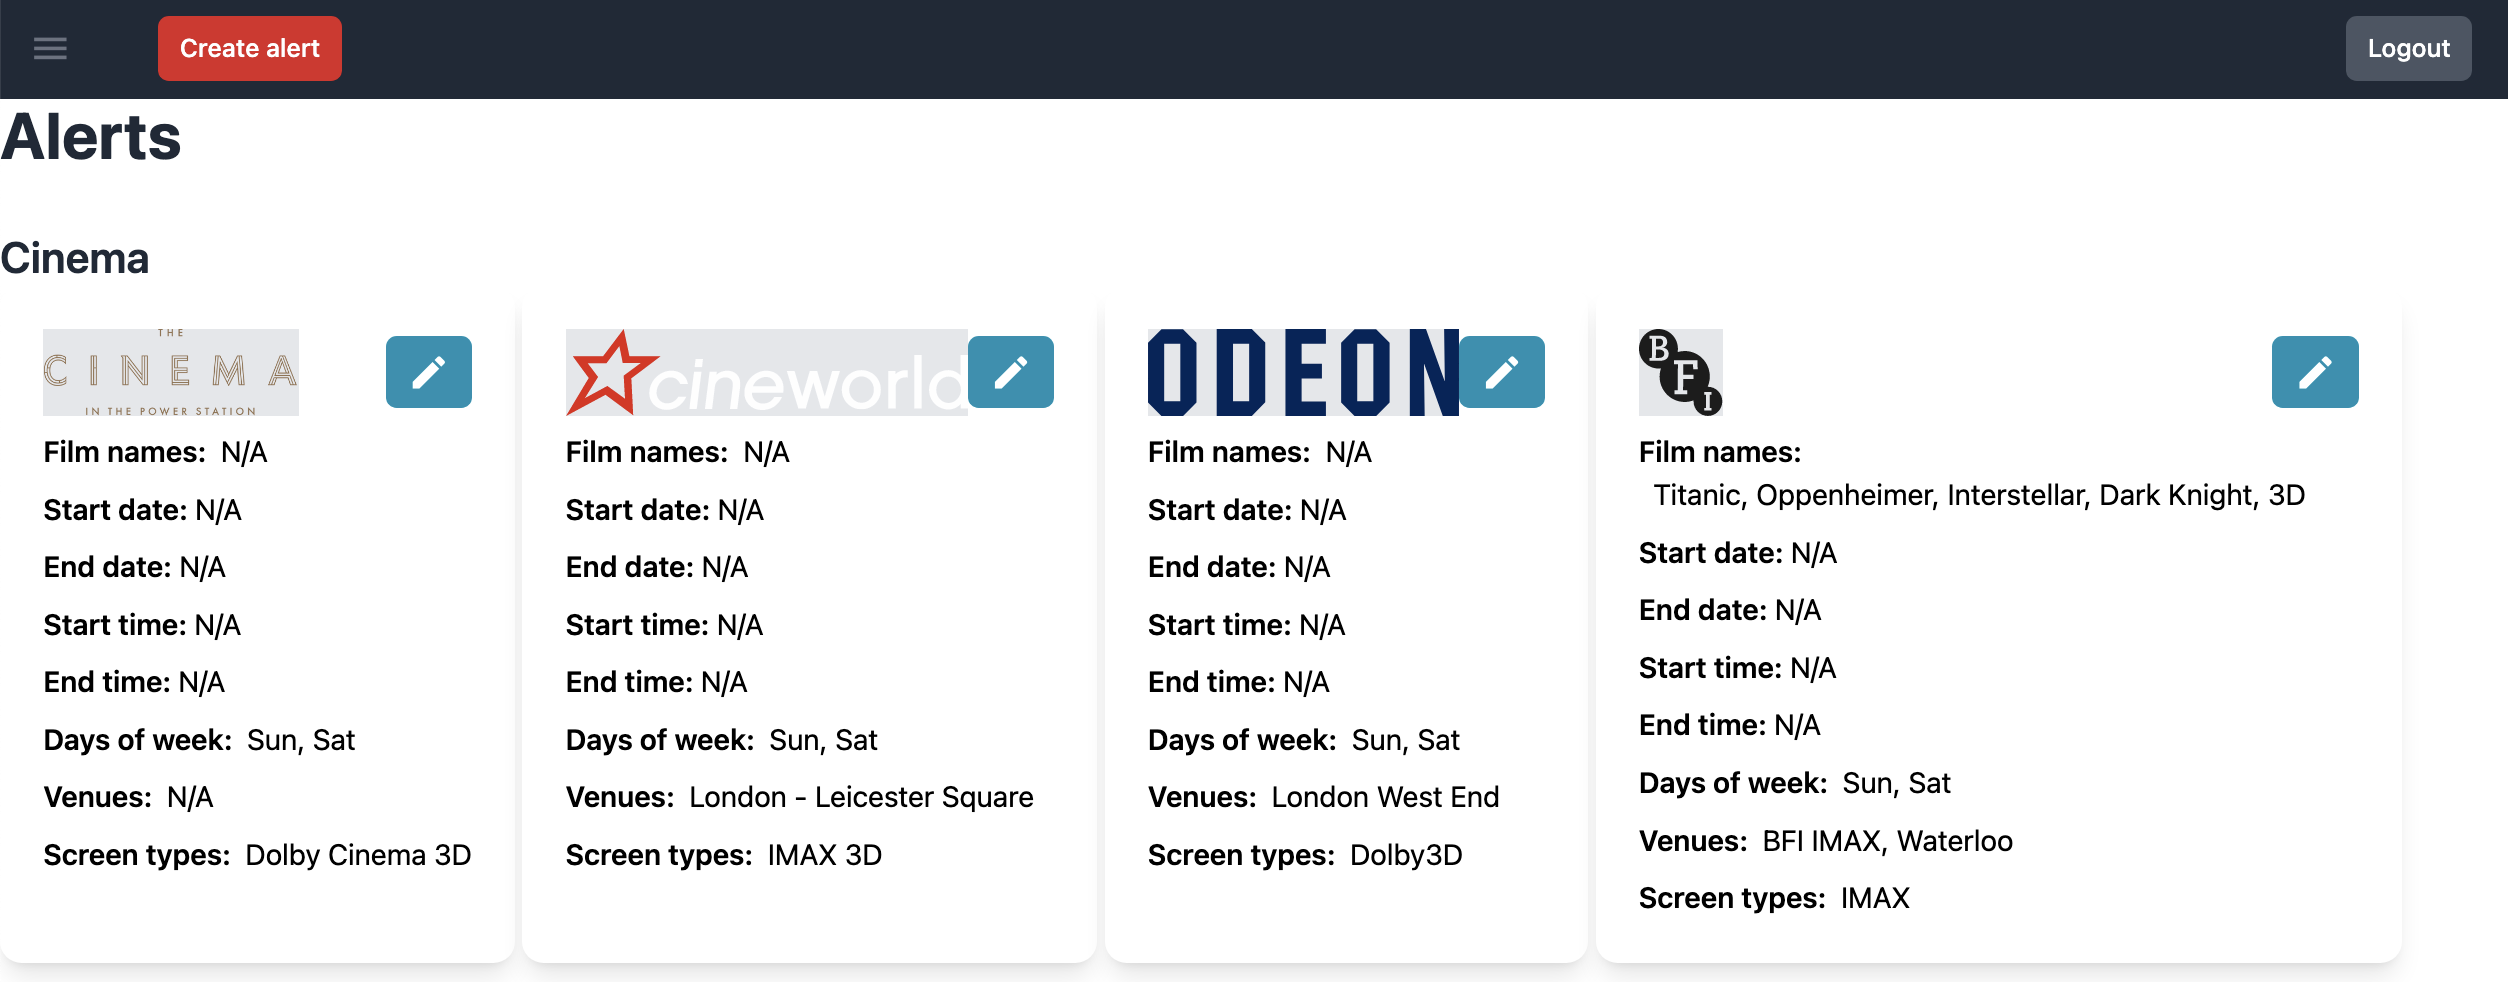 Create alert
Logout
Alerts
Cinema
THE
CINEMA
IN THE POWER STATION
Film names: N/A
Start date: N/A
End date: N/A
Start time: N/A
End time: N/A
Days of week: Sun, Sat
Venues: N/A
Screen types: Dolby Cinema 3D
cineworld
Film names: N/A
Start date: N/A
End date: N/A
Start time: N/A
End time: N/A
Days of week: Sun, Sat
Venues: London - Leicester Square
Screen types: IMAX 3D
ODEON
Film names: N/A
Start date: N/A
End date: N/A
Start time: N/A
End time: N/A
Days of week: Sun, Sat
Venues: London West End
Screen types: Dolby3D
BFI
Film names:
Titanic, Oppenheimer, Interstellar, Dark Knight, 3D
Start date: N/A
End date: N/A
Start time: N/A
End time: N/A
Days of week: Sun, Sat
Venues: BFI IMAX, Waterloo
Screen types: IMAX